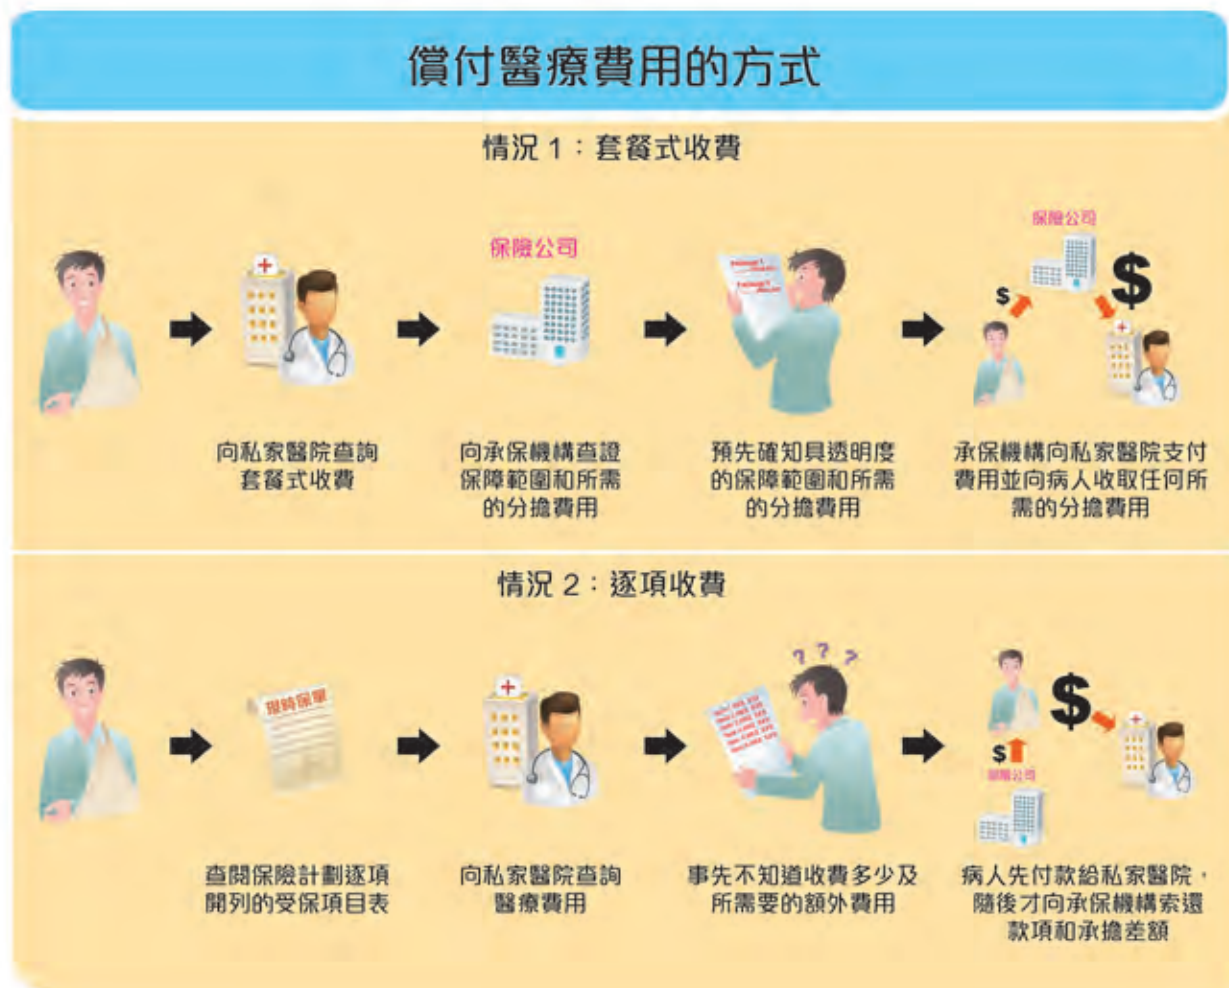 償付醫療費用的方式
情況 1：套餐式收費
保險公司
保險公司
$
$
向私家醫院查詢
套餐式收費
向承保機構查證
保障範圍和所需
的分擔費用
預先確知具透明度
的保障範圍和所需
的分擔費用
承保機構向私家醫院支付
費用並向病人收取任何所
需的分擔費用
情況 2：逐項收費
現時保單
? ? ?
$
$
保險公司
查閱保險計劃逐項
開列的受保項目表
向私家醫院查詢
醫療費用
事先不知道收費多少及
所需要的額外費用
病人先付款給私家醫院，
隨後才向承保機構索還
款項和承擔差額